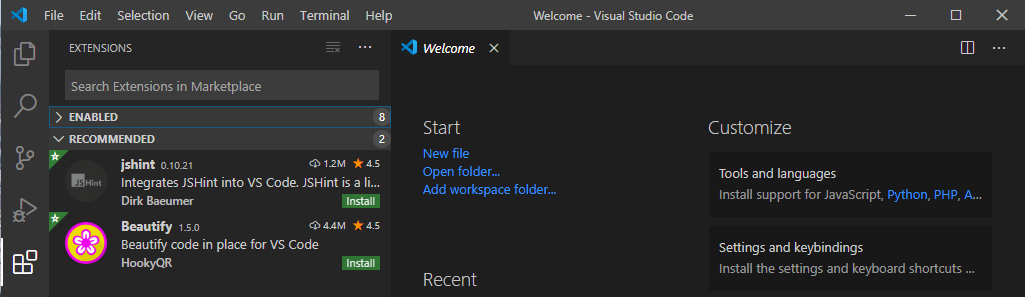 File Edit Selection View Go Run Terminal Help Welcome - Visual Studio Code
EXTENSIONS
Search Extensions in Marketplace
ENABLED 8
RECOMMENDED 2
jshint 0.10.21 1.2M 4.5
JSHint
Integrates JSHint into VS Code. JSHint is a li...
Dirk Baeumer Install
Beautify 1.5.0 4.4M 4.5
Beautify code in place for VS Code
HookyQR Install
Welcome
Start
New file
Open folder...
Add workspace folder...
Recent
Customize
Tools and languages
Install support for JavaScript, Python, PHP, A...
Settings and keybindings
Install the settings and keyboard shortcuts ...